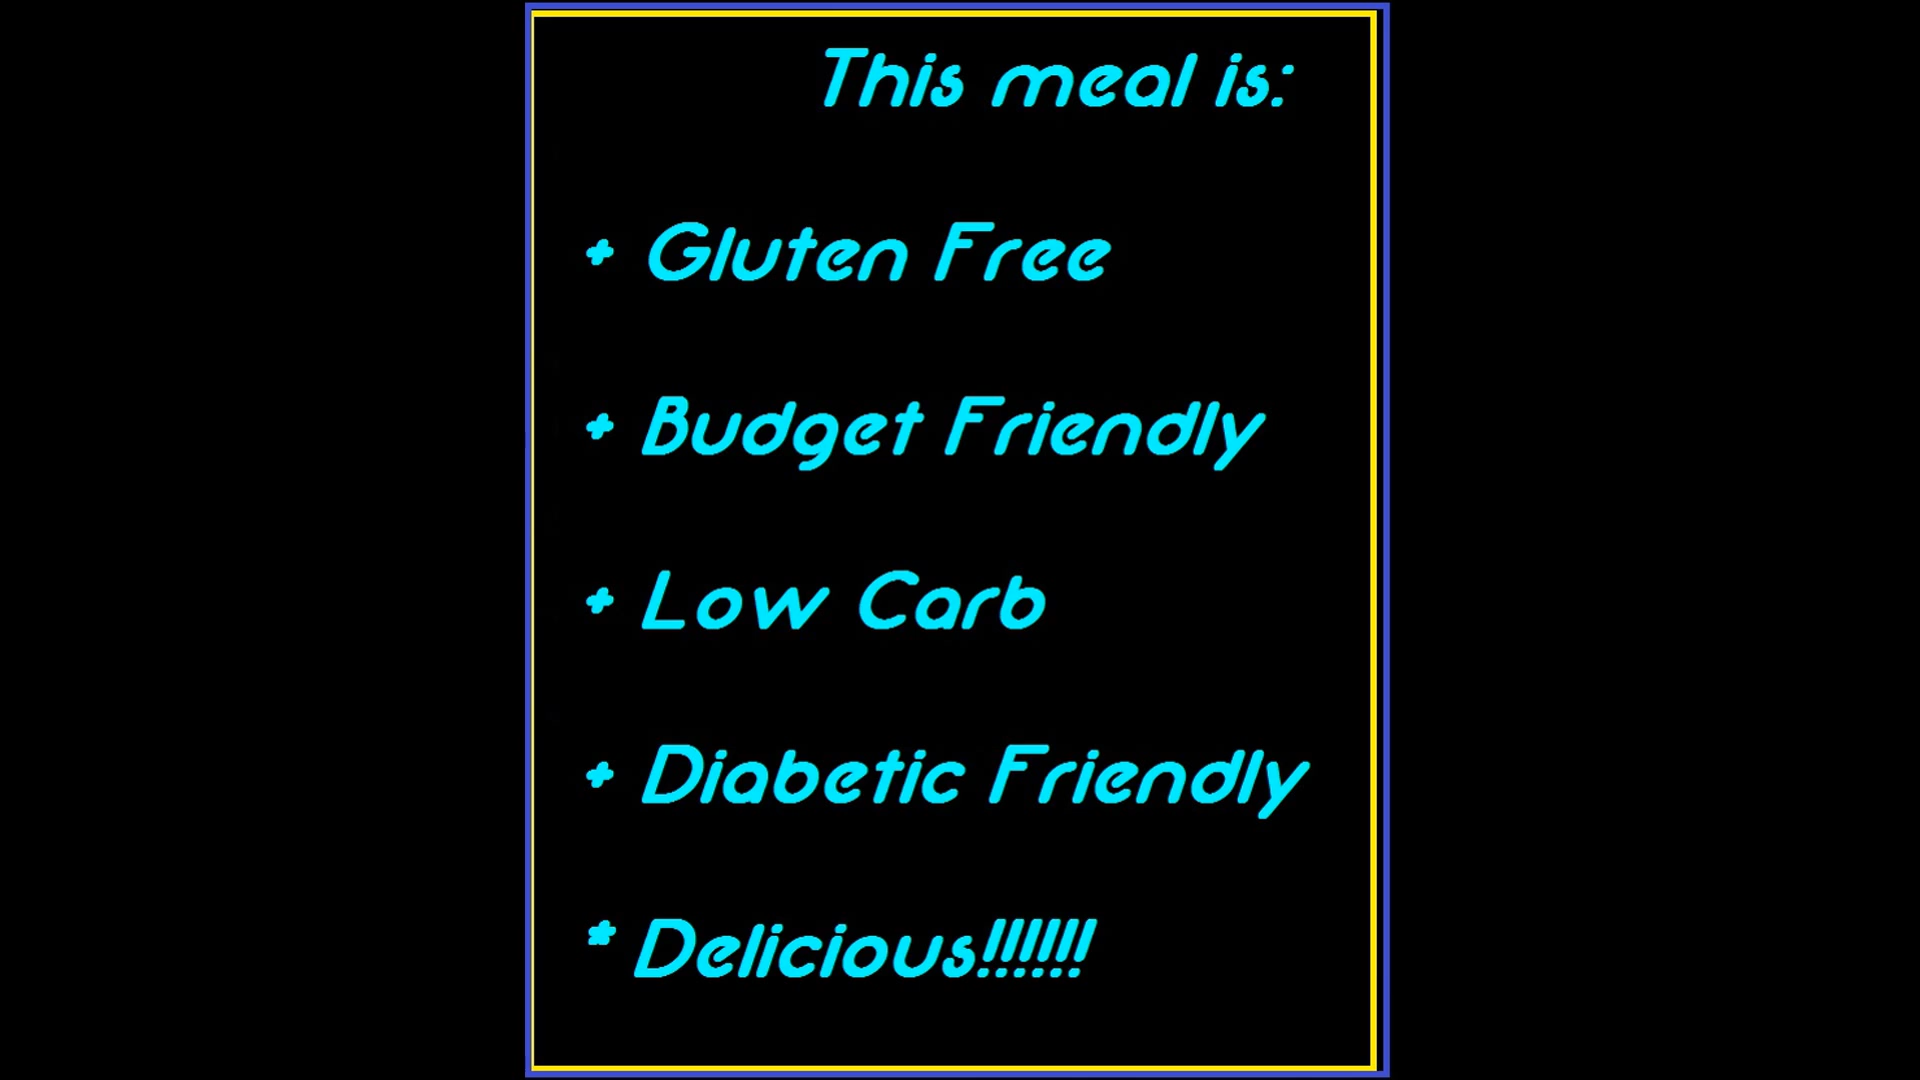 This meal is:
+ Gluten Free
+ Budget Friendly
+ Low Carb
+ Diabetic Friendly
* Delicious!!!!!!